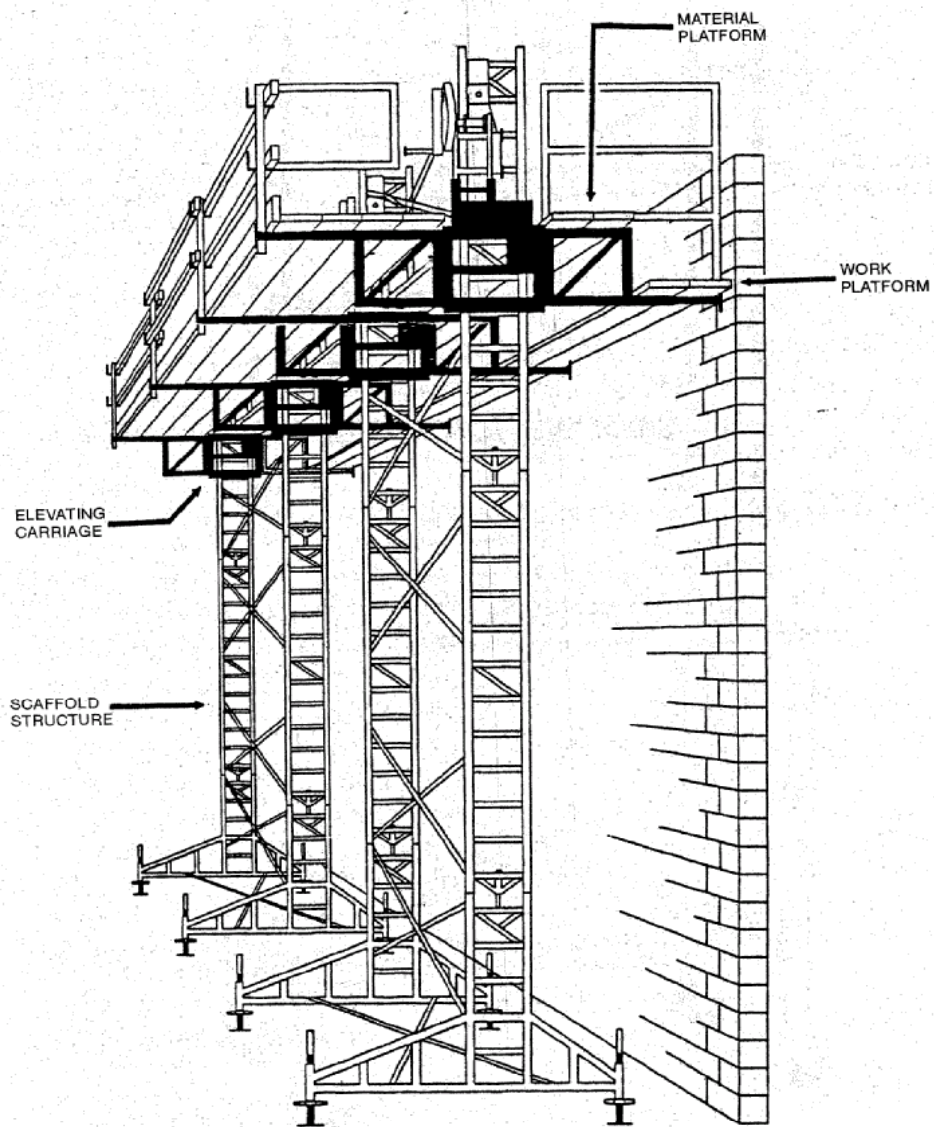 MATERIAL
PLATFORM
WORK
PLATFORM
ELEVATING
CARRIAGE
SCAFFOLD
STRUCTURE